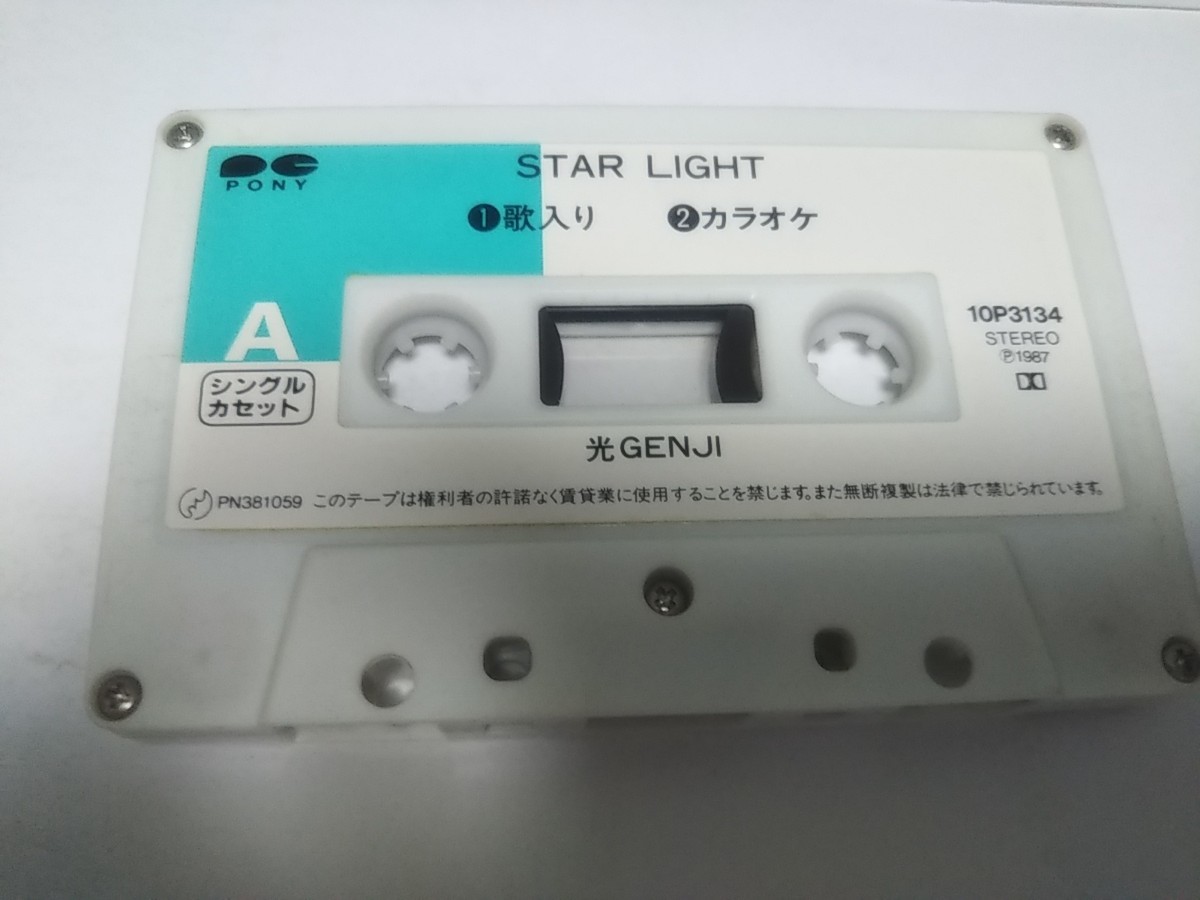 PONY
STAR LIGHT
❶歌入り ❷カラオケ
A
シングル
カセット
10P3134
STEREO
Ⓟ1987
光GENJI
PN381059 このテープは権利者の許諾なく賃貸業に使用することを禁じます。また無断複製は法律で禁じられています。